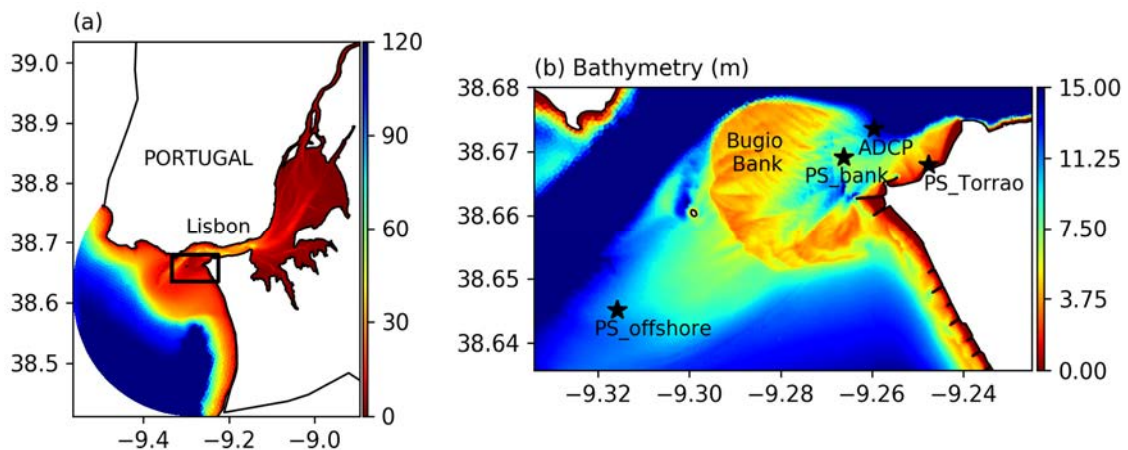 (a)
39.03
38.9
38.8
38.7
38.6
38.5
−9.4
−9.2
−9.0
PORTUGAL
Lisbon
120
90
60
30
0
(b) Bathymetry (m)
38.68
38.67
38.66
38.65
38.64
−9.32
−9.30
−9.28
−9.26
−9.24
Bugio
Bank
ADCP
PS_bank
PS_Torrao
PS_offshore
15.00
11.25
7.50
3.75
0.00